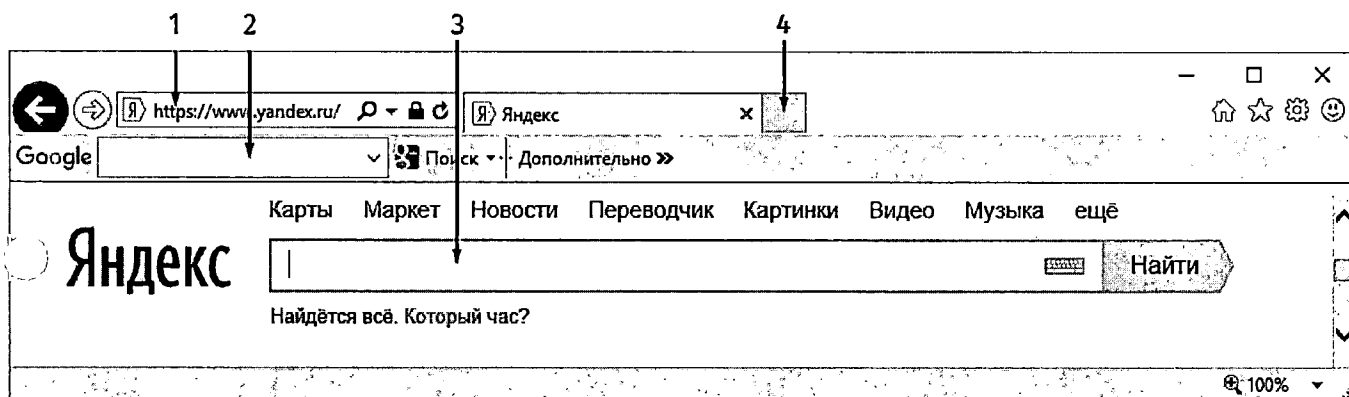 1 2 3 4
Я https://www.yandex.ru/ Я Яндекс
Google Поиск Дополнительно »
Карты Маркет Новости Переводчик Картинки Видео Музыка ещё
Яндекс Найти
Найдётся всё. Который час?
100%